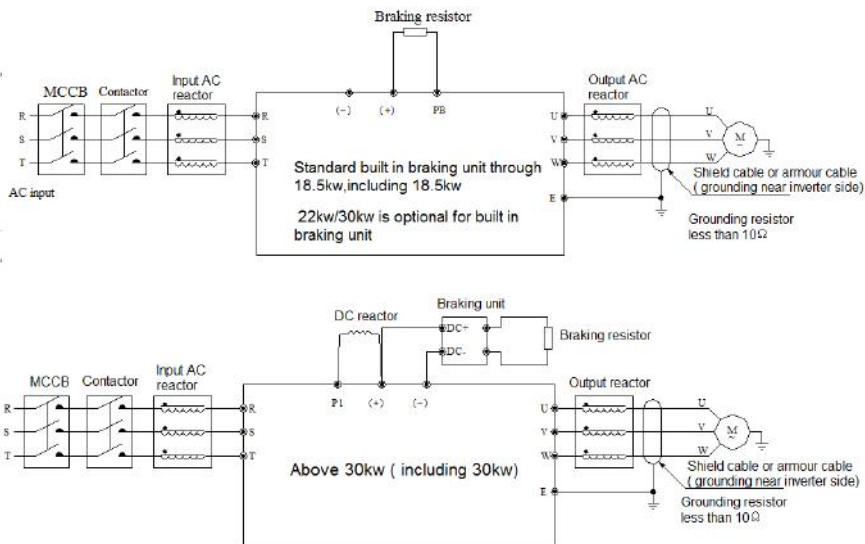 Braking resistor
MCCB Contactor Input AC reactor
Output AC reactor
(-) (+) PB
R R U U
S S V V M ~
T T W W
AC input
Standard built in braking unit through
18.5kw,including 18.5kw
22kw/30kw is optional for built in
braking unit
E
Shield cable or armour cable
( grounding near inverter side)
Grounding resistor
less than 10Ω
Braking unit
DC reactor
DC+
DC-
Braking resistor
MCCB Contactor Input AC reactor
Output reactor
P1 (+) (-)
R R U U
S S V V M ~
T T W W
Above 30kw ( including 30kw)
E
Shield cable or armour cable
( grounding near inverter side)
Grounding resistor
less than 10Ω